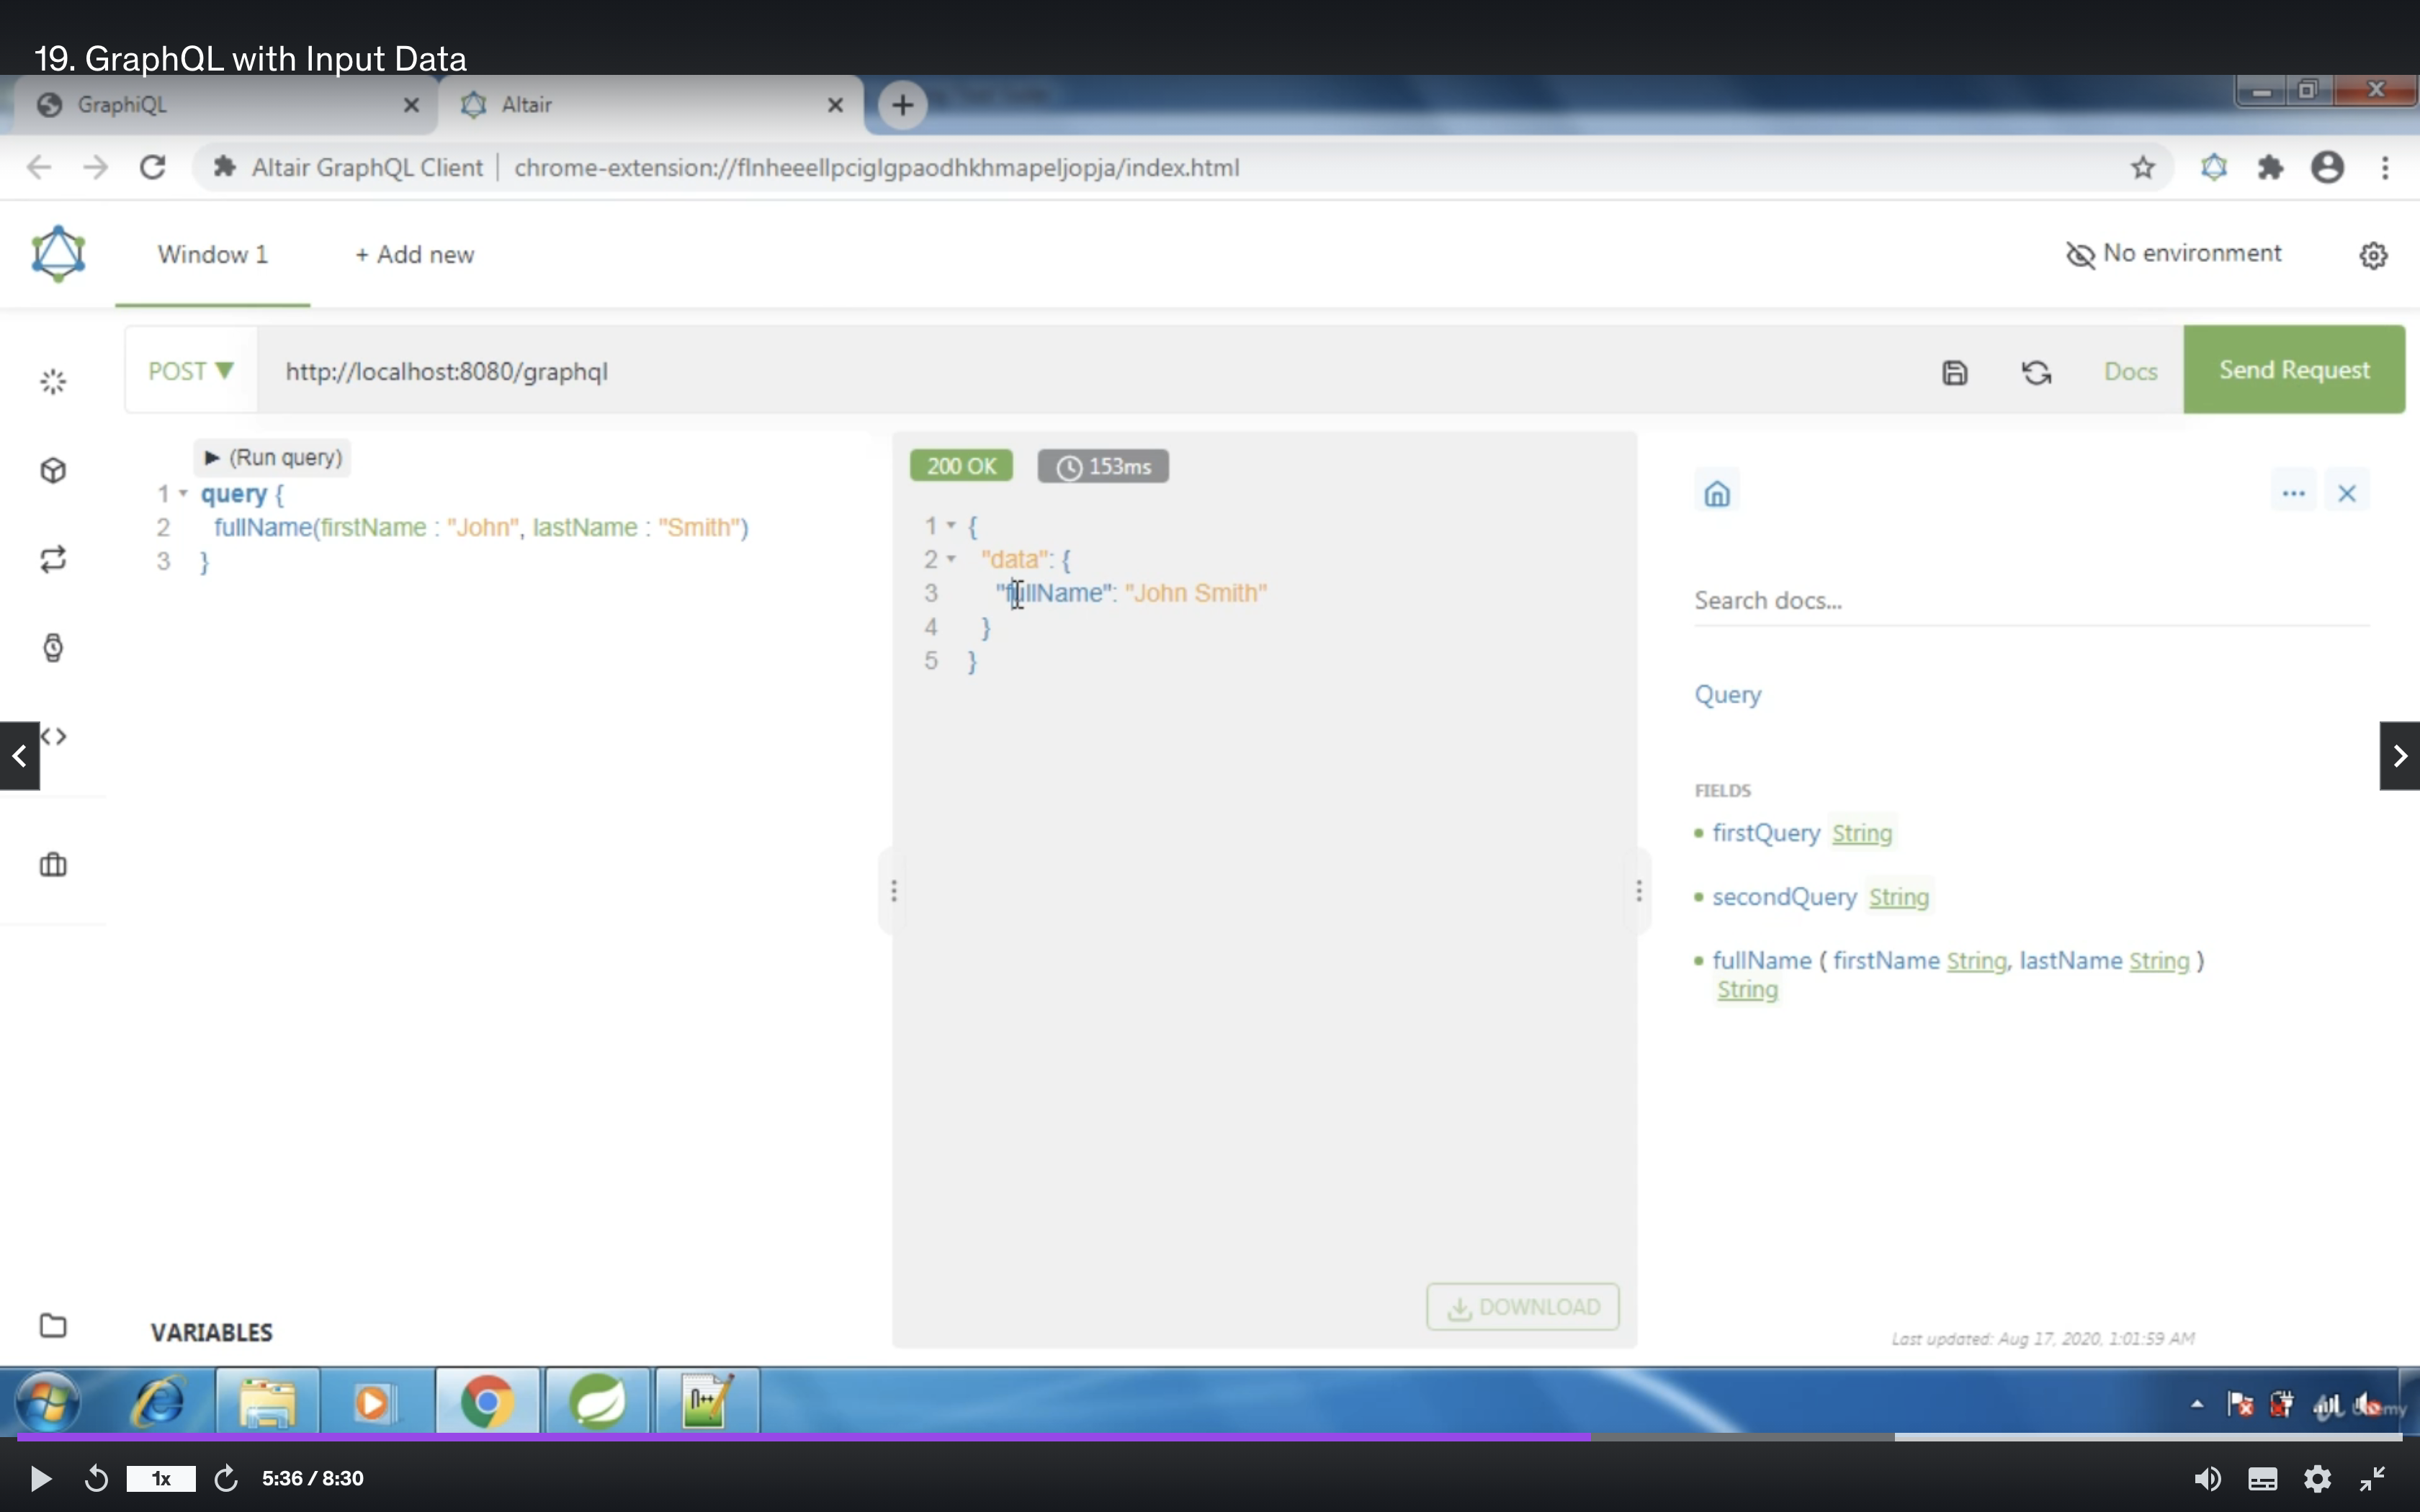 19. GraphQL with Input Data
GraphiQL
Altair
Altair GraphQL Client | chrome-extension://flnheeellpciglgpaodhkhmapeljopja/index.html
Window 1
+ Add new
No environment
POST ▼
http://localhost:8080/graphql
Docs
Send Request
▶ (Run query)
1 query {
2 fullName(firstName : "John", lastName : "Smith")
3 }
200 OK
153ms
1 {
2 "data": {
3 "fullName": "John Smith"
4 }
5 }
Search docs...
Query
FIELDS
firstQuery String
secondQuery String
fullName ( firstName String, lastName String )
String
VARIABLES
DOWNLOAD
Last updated: Aug 17, 2020, 1:01:59 AM
1x
5:36 / 8:30